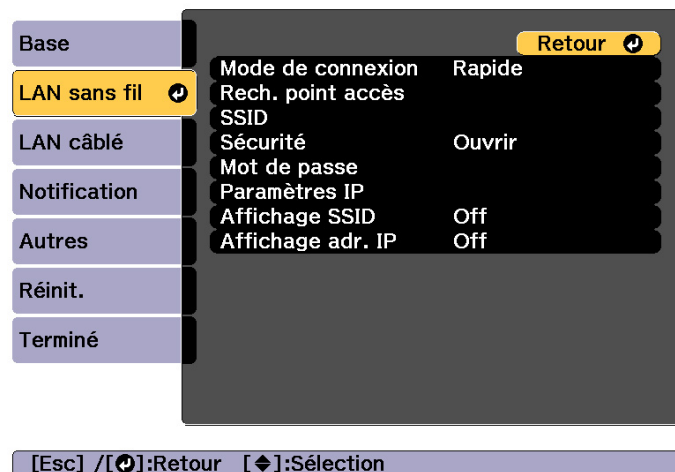 Base
LAN sans fil
LAN câblé
Notification
Autres
Réinit.
Terminé
Retour
Mode de connexion Rapide
Rech. point accès
SSID
Sécurité Ouvrir
Mot de passe
Paramètres IP
Affichage SSID Off
Affichage adr. IP Off
[Esc] /[⏎]:Retour [◆]:Sélection